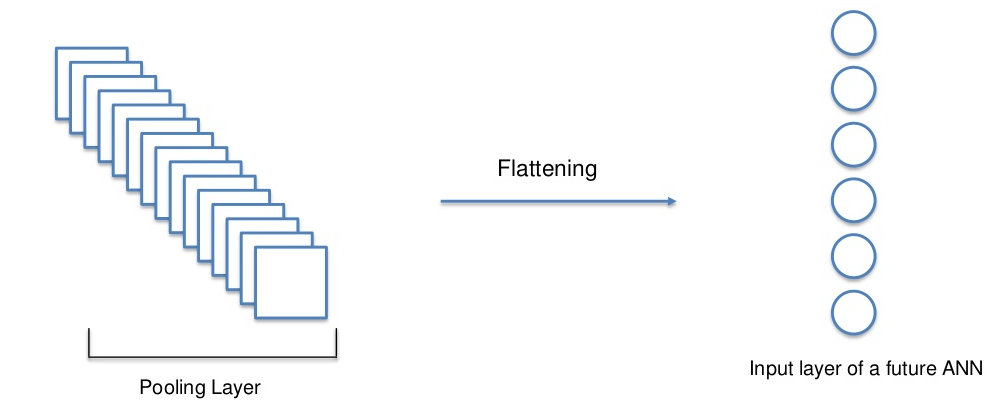 Flattening
Input layer of a future ANN
Pooling Layer